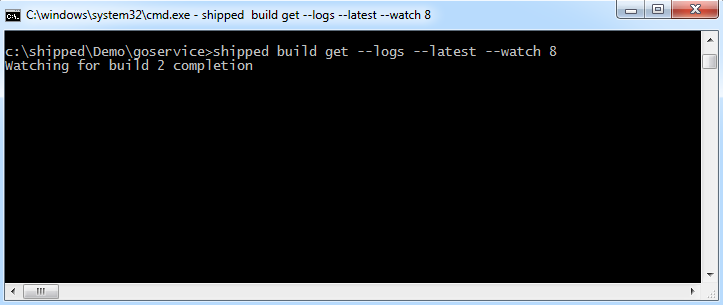 C:\windows\system32\cmd.exe - shipped  build get --logs --latest --watch 8
c:\shipped\Demo\goservice>shipped build get --logs --latest --watch 8
Watching for build 2 completion